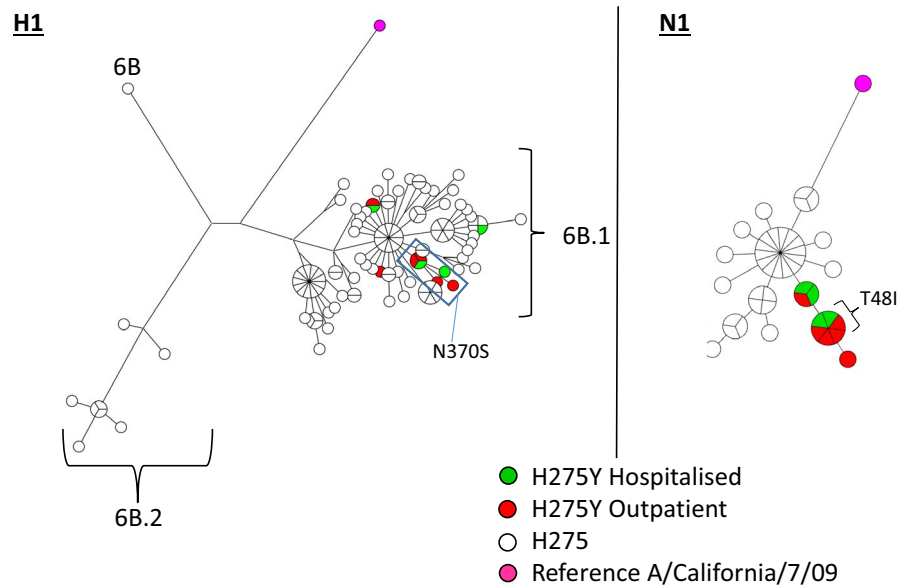 H1
N1
6B
6B.1
T48I
N370S
6B.2
H275Y Hospitalised
H275Y Outpatient
H275
Reference A/California/7/09